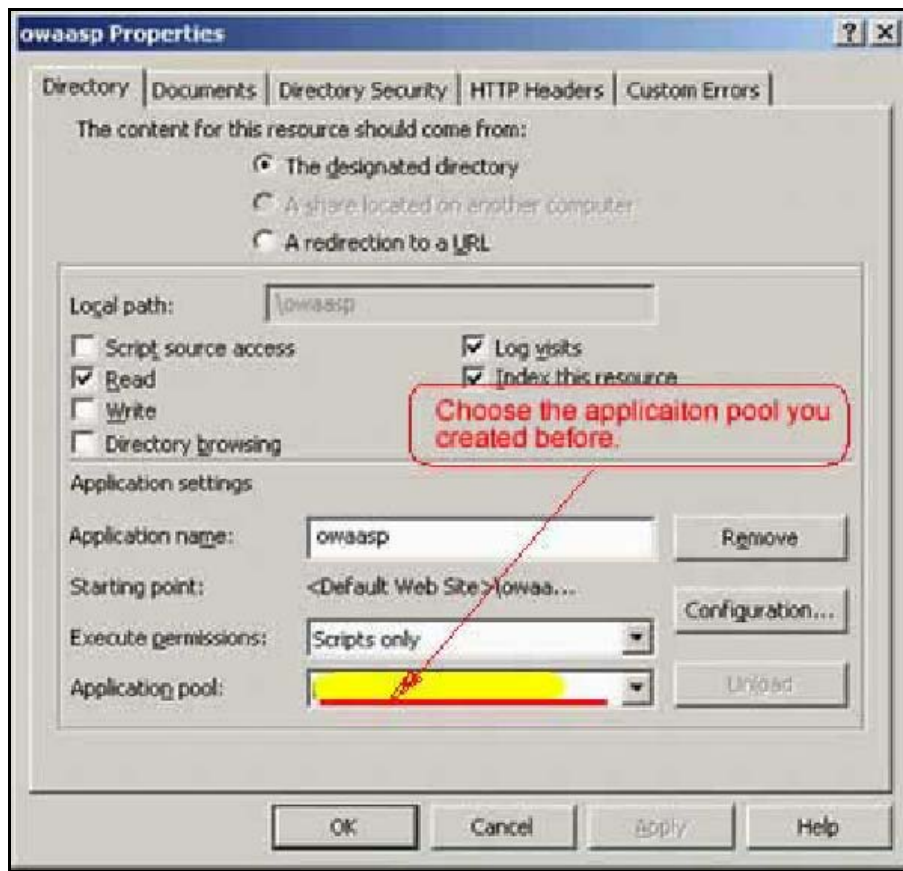 owaasp Properties
Directory
Documents
Directory Security
HTTP Headers
Custom Errors
The content for this resource should come from:
The designated directory
A share located on another computer
A redirection to a URL
Local path:
\owaasp
Script source access
Log visits
Read
Index this resource
Write
Directory browsing
Choose the applicaiton pool you
created before.
Application settings
Application name:
owaasp
Remove
Starting point:
<Default Web Site>\owaa...
Configuration...
Execute permissions:
Scripts only
Application pool:
Unload
OK
Cancel
Apply
Help